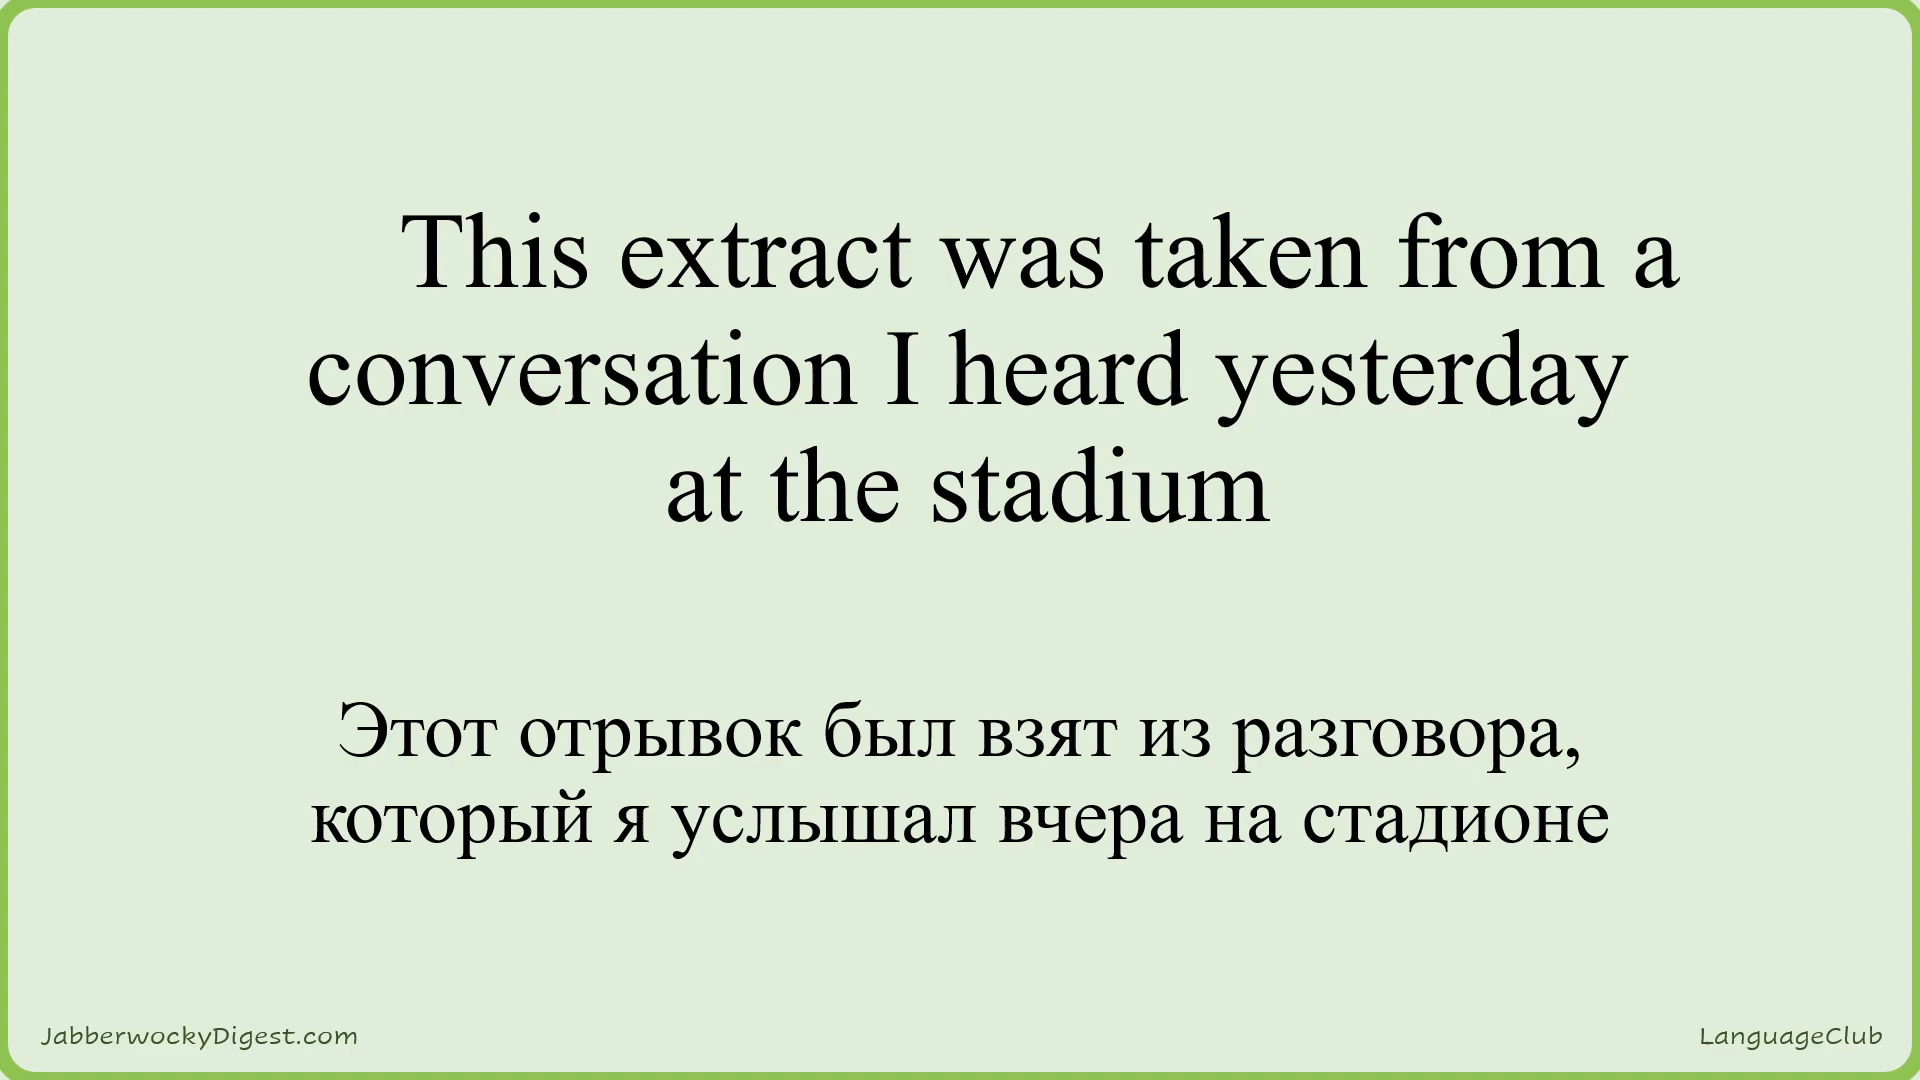 This extract was taken from a
conversation I heard yesterday
at the stadium
Этот отрывок был взят из разговора,
который я услышал вчера на стадионе
JabberwockyDigest.com
LanguageClub